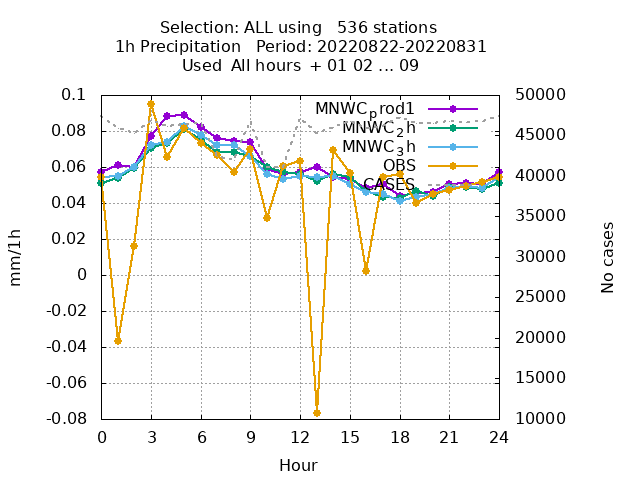 Selection: ALL using   536 stations
1h Precipitation   Period: 20220822-20220831
Used  All hours  + 01 02 ... 09
0.1
0.08
0.06
0.04
0.02
0
-0.02
-0.04
-0.06
-0.08
mm/1h
MNWC_prod1
MNWC_2h
MNWC_3h
OBS
CASES
50000
45000
40000
35000
30000
25000
20000
15000
10000
No cases
0 3 6 9 12 15 18 21 24
Hour